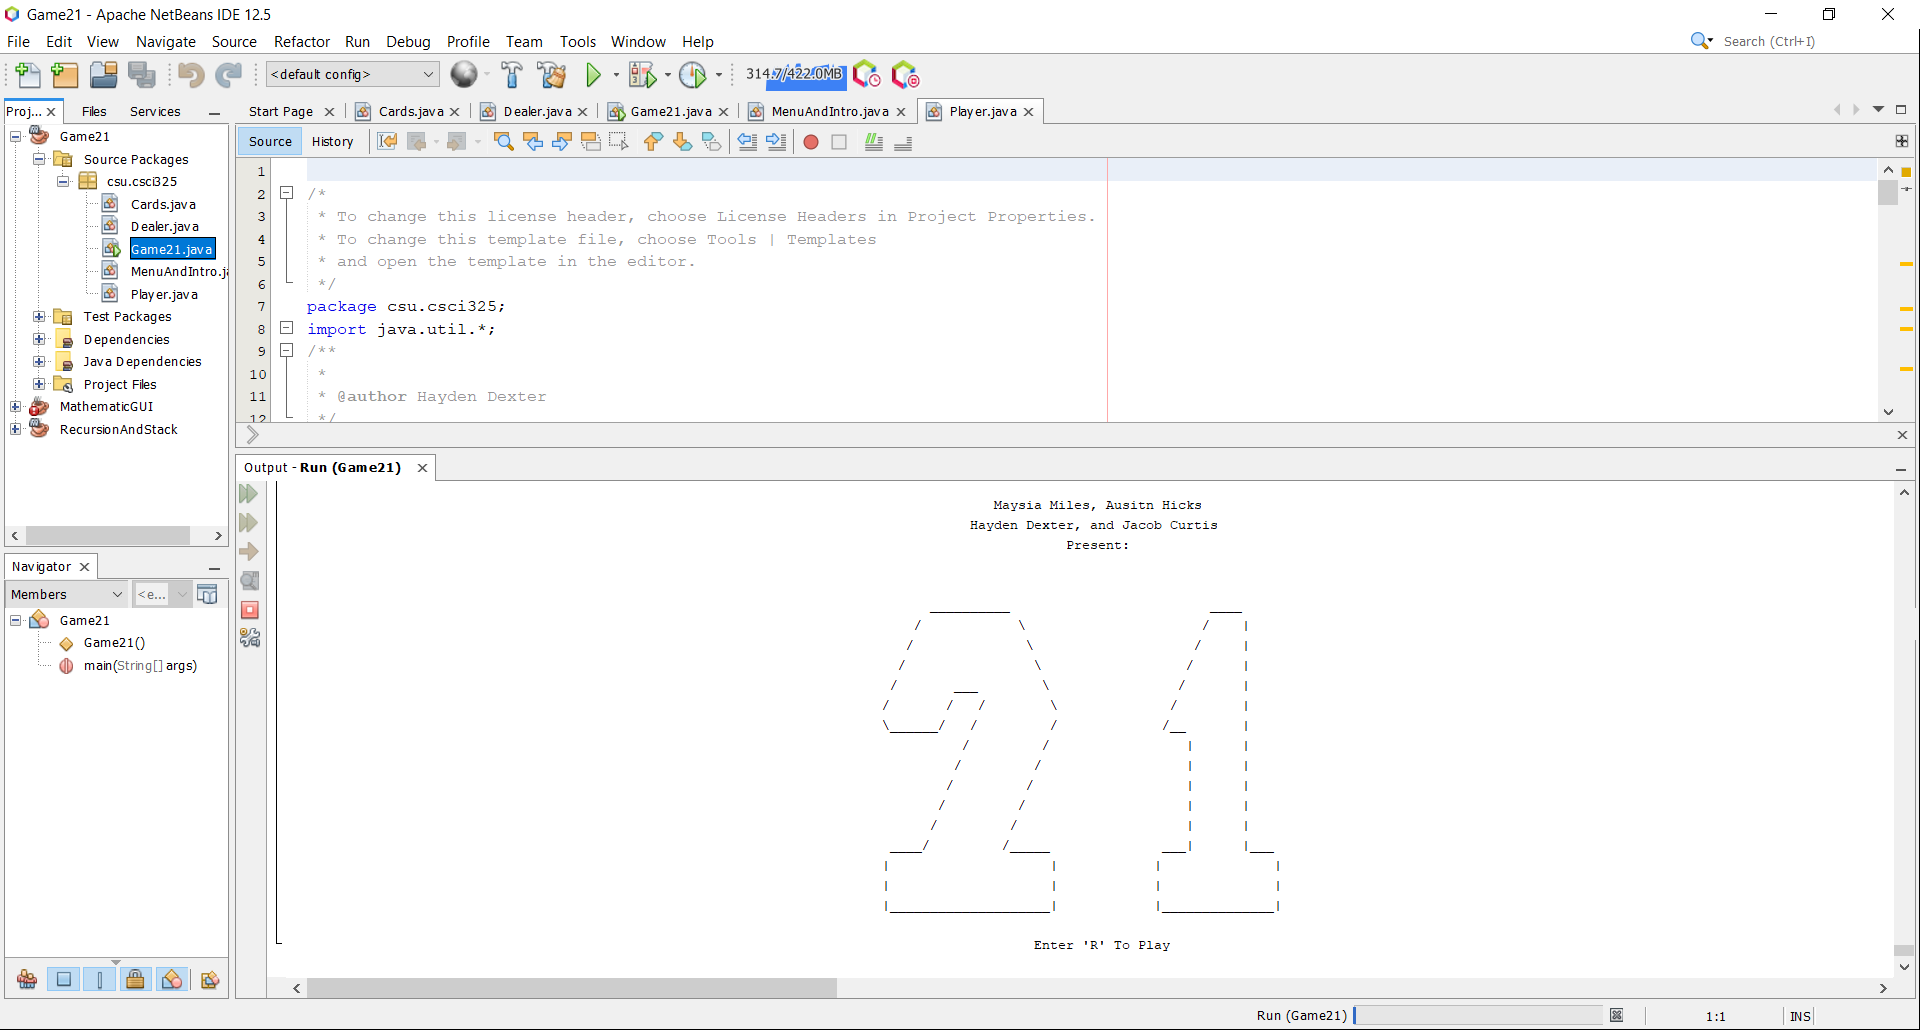 Game21 - Apache NetBeans IDE 12.5
File Edit View Navigate Source Refactor Run Debug Profile Team Tools Window Help
Search (Ctrl+I)
<default config>
314.7/422.0MB
Proj... Files Services
Start Page Cards.java Dealer.java Game21.java MenuAndIntro.java Player.java
Source History
Game21
Source Packages
csu.csci325
Cards.java
Dealer.java
Game21.java
MenuAndIntro.ja
Player.java
Test Packages
Dependencies
Java Dependencies
Project Files
MathematicGUI
RecursionAndStack
1
2 /*
3 * To change this license header, choose License Headers in Project Properties.
4 * To change this template file, choose Tools | Templates
5 * and open the template in the editor.
6 */
7 package csu.csci325;
8 import java.util.*;
9 /**
10 *
11 * @author Hayden Dexter
12 */
Navigator
Members <e...
Game21
Game21()
main(String[] args)
Output - Run (Game21)
Maysia Miles, Ausitn Hicks
Hayden Dexter, and Jacob Curtis
Present:
21
Enter 'R' To Play
Run (Game21) 1:1 INS